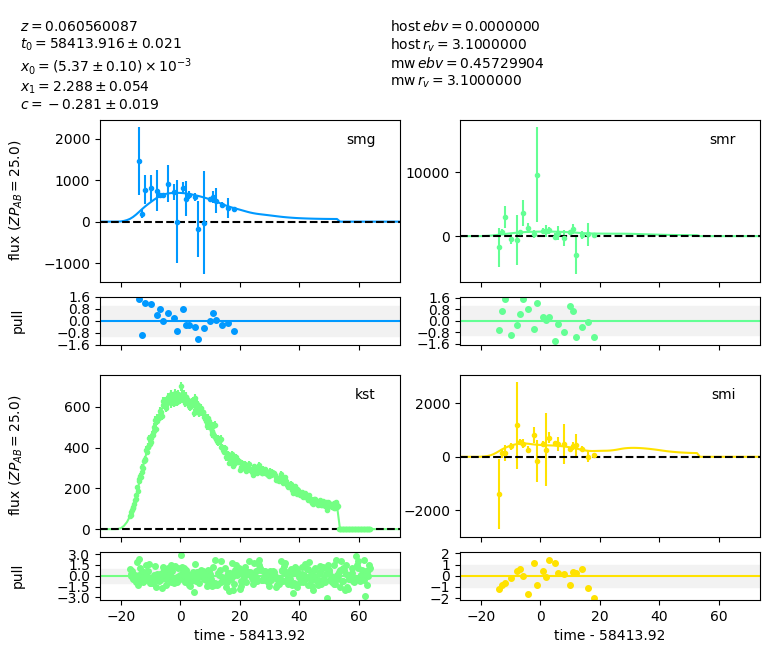 z = 0.060560087
t₀ = 58413.916 ± 0.021
x₀ = (5.37 ± 0.10) × 10⁻³
x₁ = 2.288 ± 0.054
c = −0.281 ± 0.019
host ebv = 0.0000000
host r_v = 3.1000000
mw ebv = 0.45729904
mw r_v = 3.1000000
smg
2000
1000
0
−1000
flux (ZP_AB = 25.0)
smr
10000
0
1.6
0.8
0.0
−0.8
−1.6
pull
1.6
0.8
0.0
−0.8
−1.6
kst
600
400
200
0
flux (ZP_AB = 25.0)
smi
2000
0
−2000
3.0
1.5
0.0
−1.5
−3.0
pull
−20 0 20 40 60
time - 58413.92
2
1
0
−1
−2
−20 0 20 40 60
time - 58413.92